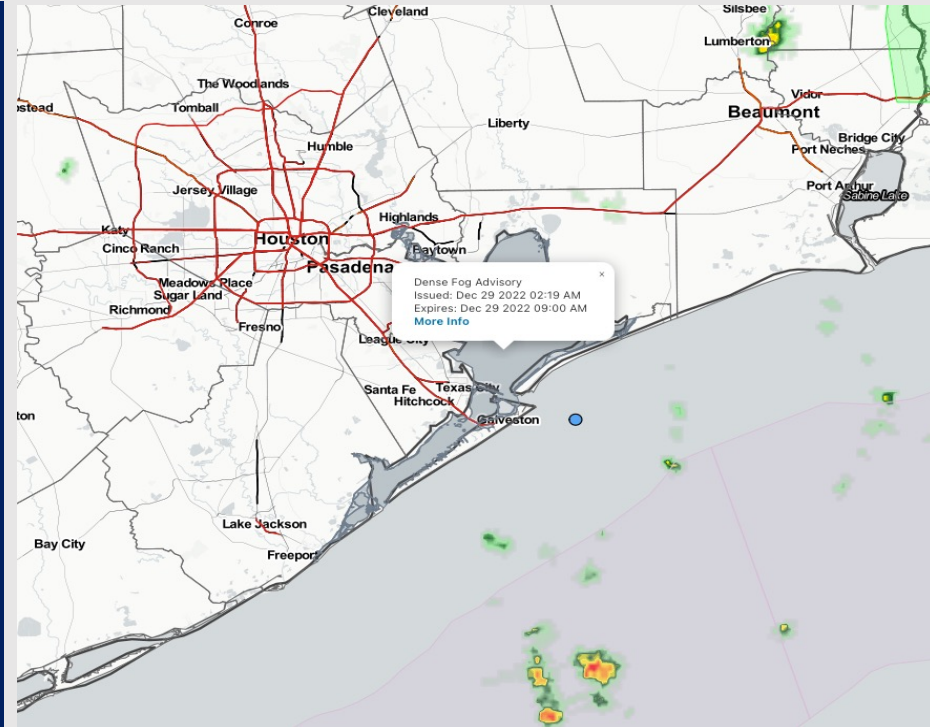 Cleveland
Silsbee
Conroe
Lumberton
The Woodlands
Vidor
Tomball
Beaumont
Liberty
Bridge City
Humble
Port Neches
Jersey Village
Port Arthur
Sabine Lake
Highlands
Katy
Houston
Cinco Ranch
Baytown
Pasadena
Dense Fog Advisory
×
Issued: Dec 29 2022 02:19 AM
Expires: Dec 29 2022 09:00 AM
More Info
Meadows Place
Sugar Land
Richmond
Fresno
League City
Santa Fe
Texas City
Hitchcock
Galveston
Lake Jackson
Bay City
Freeport